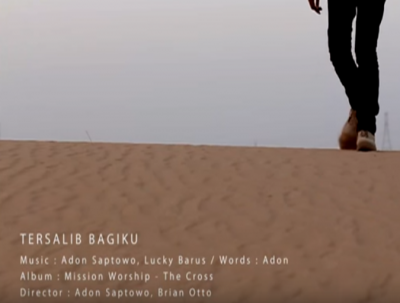 TERSALIB BAGIKU
Music : Adon Saptowo, Lucky Barus / Words : Adon
Album : Mission Worship - The Cross
Director : Adon Saptowo, Brian Otto